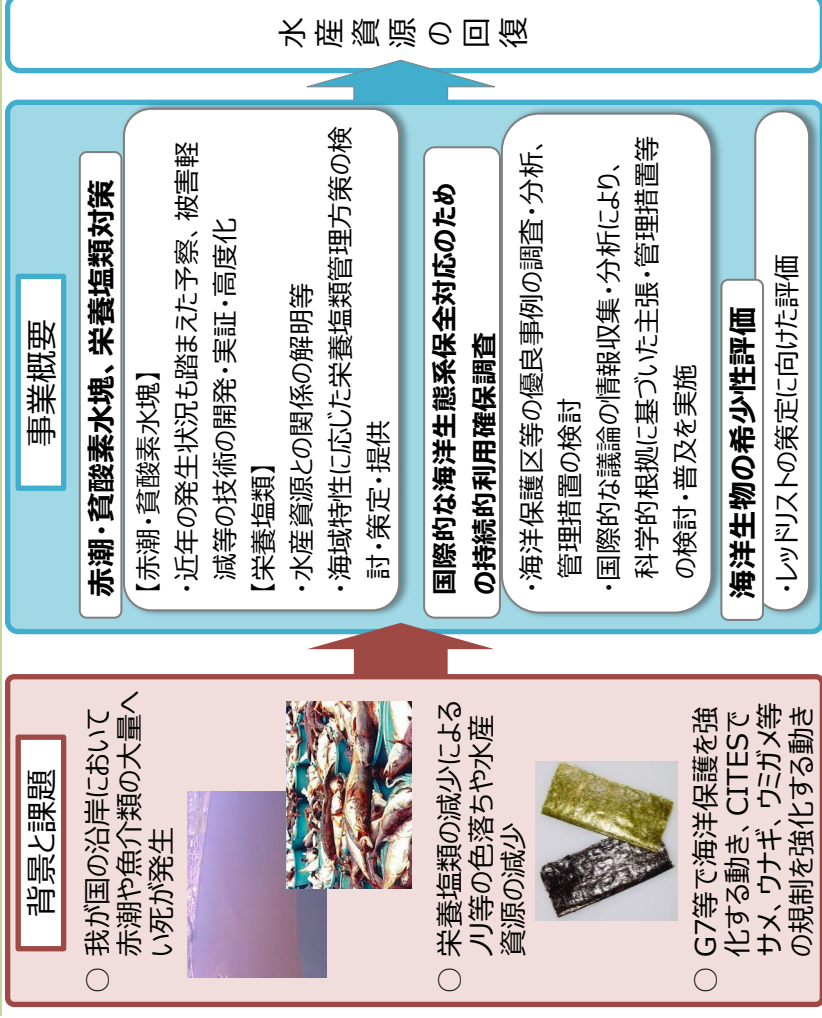 背景と課題
○ 我が国の沿岸において
赤潮や魚介類の大量へ
い死が発生
○ 栄養塩類の減少による
ノリ等の色落ちや水産
資源の減少
○ G7等で海洋保護を強
化する動き、CITESで
サメ、ウナギ、ウミガメ等
の規制を強化する動き
事業概要
赤潮・貧酸素水塊、栄養塩類対策
【赤潮・貧酸素水塊】
・近年の発生状況も踏まえた予察、被害軽
減等の技術の開発・実証・高度化
【栄養塩類】
・水産資源との関係の解明等
・海域特性に応じた栄養塩類管理方策の検
討・策定・提供
国際的な海洋生態系保全対応のため
の持続的利用確保調査
・海洋保護区等の優良事例の調査・分析、
管理措置の検討
・国際的な議論の情報収集・分析により、
科学的根拠に基づいた主張・管理措置等
の検討・普及を実施
海洋生物の希少性評価
・レッドリストの策定に向けた評価
水産資源の回復